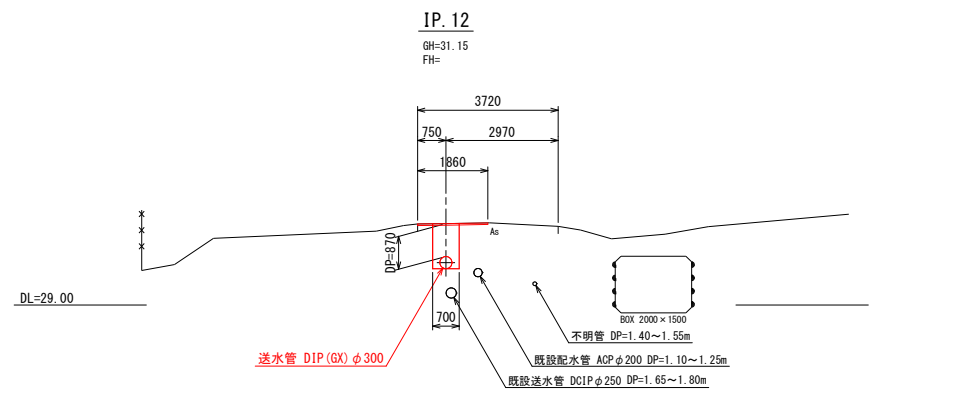 IP. 12
GH=31.15
FH=
3720
750
2970
1860
As
DP=870
DL=29.00
BOX 2000×1500
700
不明管 DP=1.40～1.55m
送水管 DIP(GX)φ300
既設配水管 ACPφ200 DP=1.10～1.25m
既設送水管 DCIPφ250 DP=1.65～1.80m